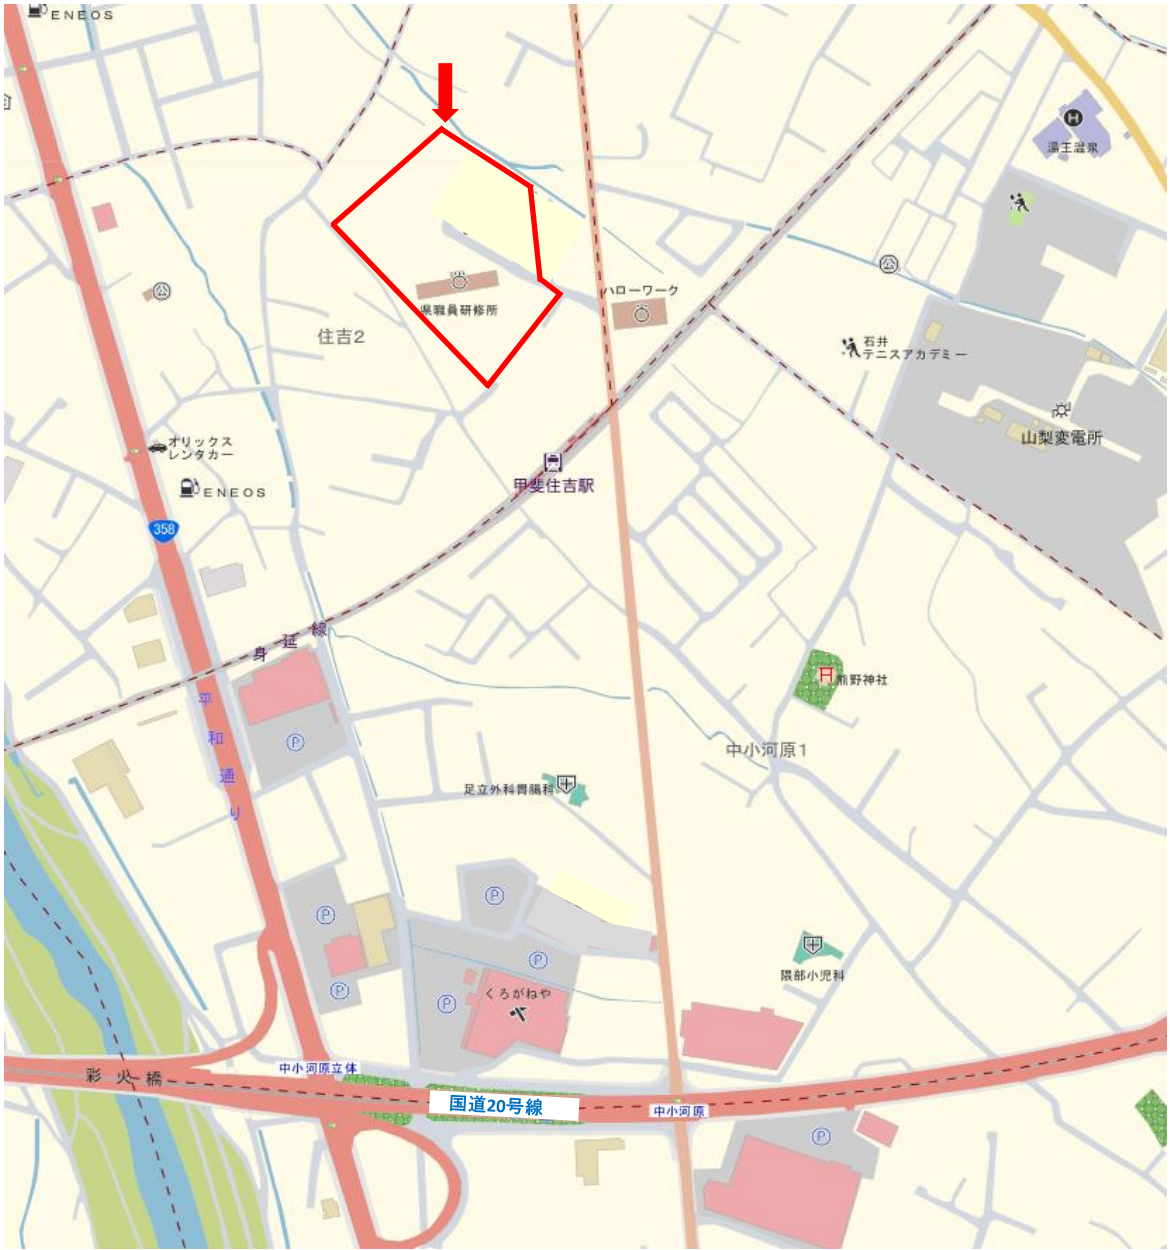 ENEOS
湯王温泉
ハローワーク
県職員研修所
住吉2
石井
テニスアカデミー
山梨変電所
オリックス
レンタカー
ENEOS
甲斐住吉駅
358
身延線
熊野神社
平和通り
P
中小河原1
足立外科胃腸科
P
P
P
隈部小児科
P
P
くろがねや
中小河原立体
彩火橋
国道20号線
中小河原
P